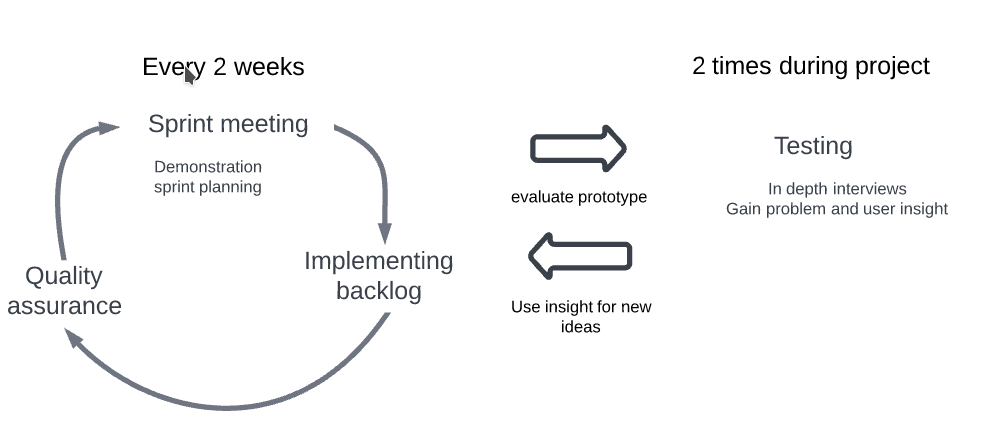 Every 2 weeks
2 times during project
Sprint meeting
Demonstration
sprint planning
Implementing
backlog
Quality
assurance
evaluate prototype
Use insight for new
ideas
Testing
In depth interviews
Gain problem and user insight